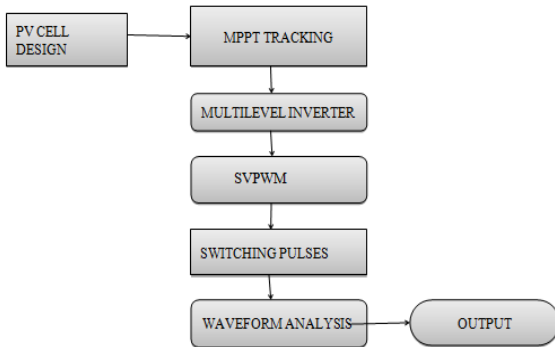 PV CELL
DESIGN
MPPT TRACKING
MULTILEVEL INVERTER
SVPWM
SWITCHING PULSES
WAVEFORM ANALYSIS
OUTPUT